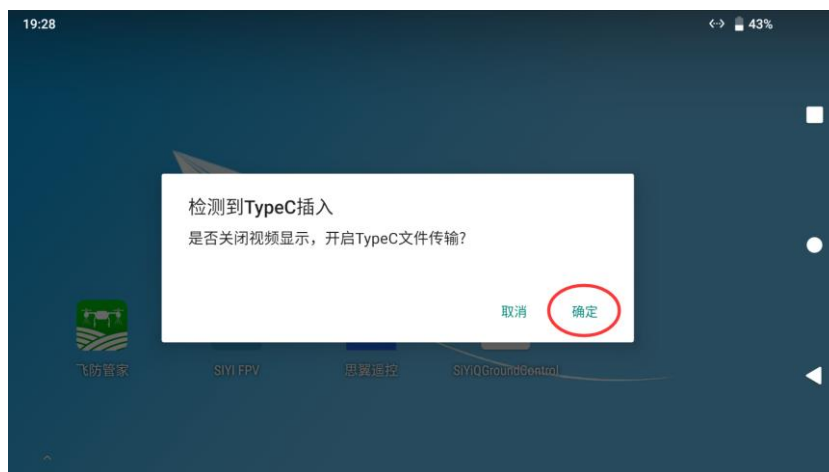 19:28
43%
检测到TypeC插入
是否关闭视频显示，开启TypeC文件传输?
取消
确定
飞防管家
SIYI FPV
思翼遥控
SIYIQGroundControl